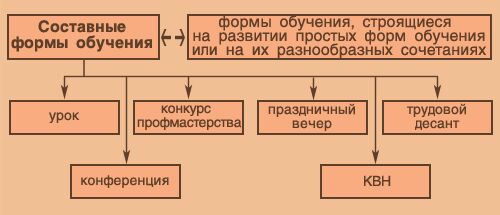 Составные
формы обучения
формы обучения, строящиеся
на развитии простых форм обучения
или на их разнообразных сочетаниях
урок
конкурс
профмастерства
праздничный
вечер
трудовой
десант
конференция
КВН